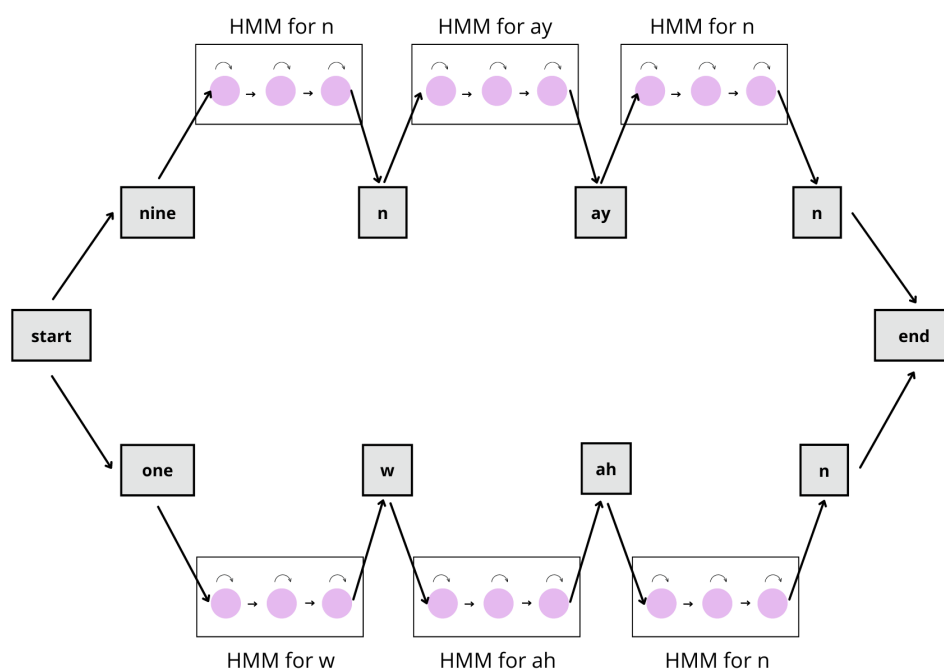 HMM for n
HMM for ay
HMM for n
nine
n
ay
n
start
end
one
w
ah
n
HMM for w
HMM for ah
HMM for n